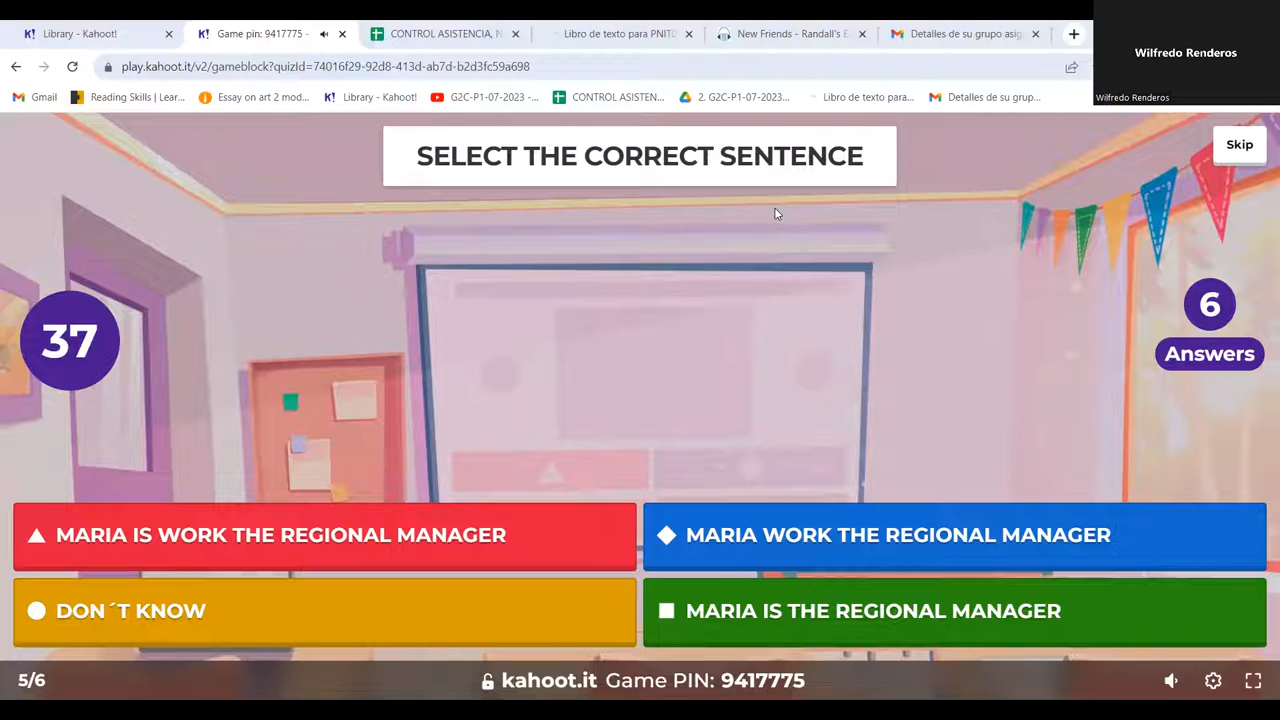 Library - Kahoot!
Game pin: 9417775 -
CONTROL ASISTENCIA, N
Libro de texto para PNIT0
New Friends - Randall's E
Detalles de su grupo asig
Wilfredo Renderos
Wilfredo Renderos
play.kahoot.it/v2/gameblock?quizId=74016f29-92d8-413d-ab7d-b2d3fc59a698
Gmail
Reading Skills | Lear...
Essay on art 2 mod...
Library - Kahoot!
G2C-P1-07-2023 -...
CONTROL ASISTEN...
2. G2C-P1-07-2023...
Libro de texto para...
Detalles de su grup...
SELECT THE CORRECT SENTENCE
Skip
37
6
Answers
MARIA IS WORK THE REGIONAL MANAGER
MARIA WORK THE REGIONAL MANAGER
DON´T KNOW
MARIA IS THE REGIONAL MANAGER
5/6
kahoot.it Game PIN: 9417775